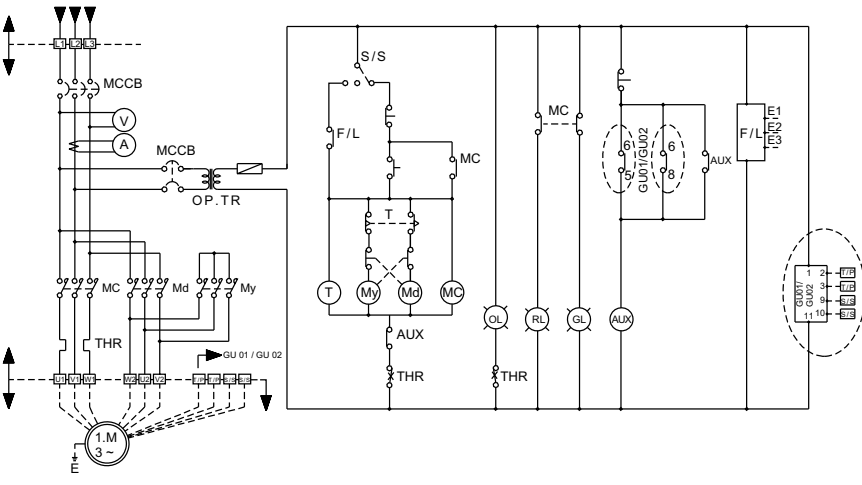 L1 L2 L3
MCCB
V
A
MCCB
OP.TR
MC
Md
My
THR
GU 01 / GU 02
U1 V1 W1 W2 U2 V2 T/P T/P S/S S/S
1.M
3 ~
E
S/S
F/L
MC
T
T My Md MC
AUX
THR
OL
THR
MC
RL GL
6
5
GU01/GU02
6
8
AUX
AUX
F/L
E1
E2
E3
GU01/
GU02
1 2 T/P
3 T/P
9 S/S
11 10 S/S